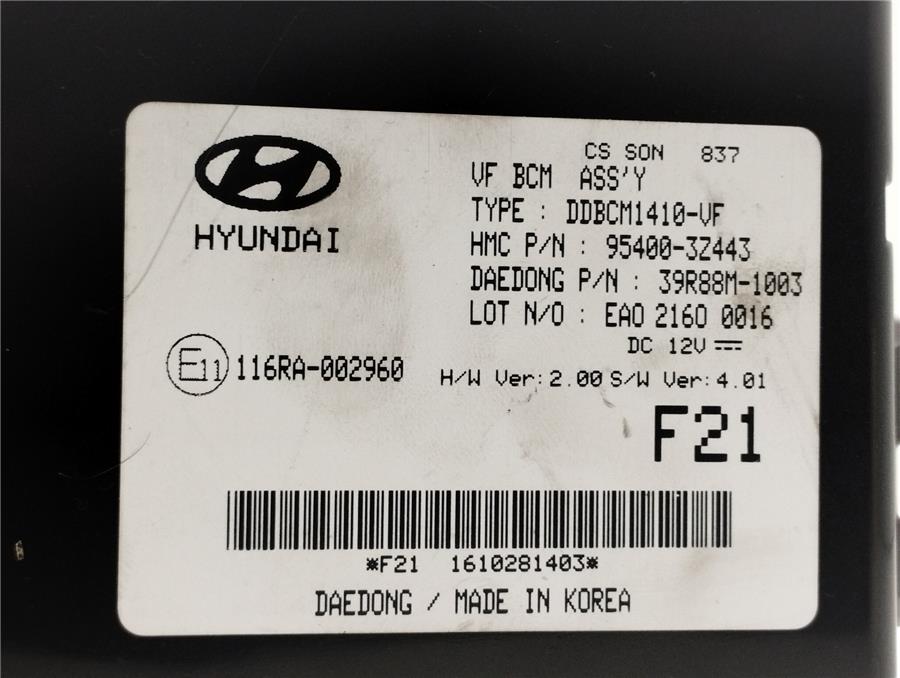 CS SON 837
VF BCM ASS'Y
TYPE : DDBCM1410-VF
HYUNDAI
HMC P/N : 95400-3Z443
DAEDONG P/N : 39R88M-1003
LOT N/O : EAO 2160 0016
DC 12V
E11 116RA-002960
H/W Ver: 2.00 S/W Ver: 4.01
F21
*F21 1610281403*
DAEDONG / MADE IN KOREA